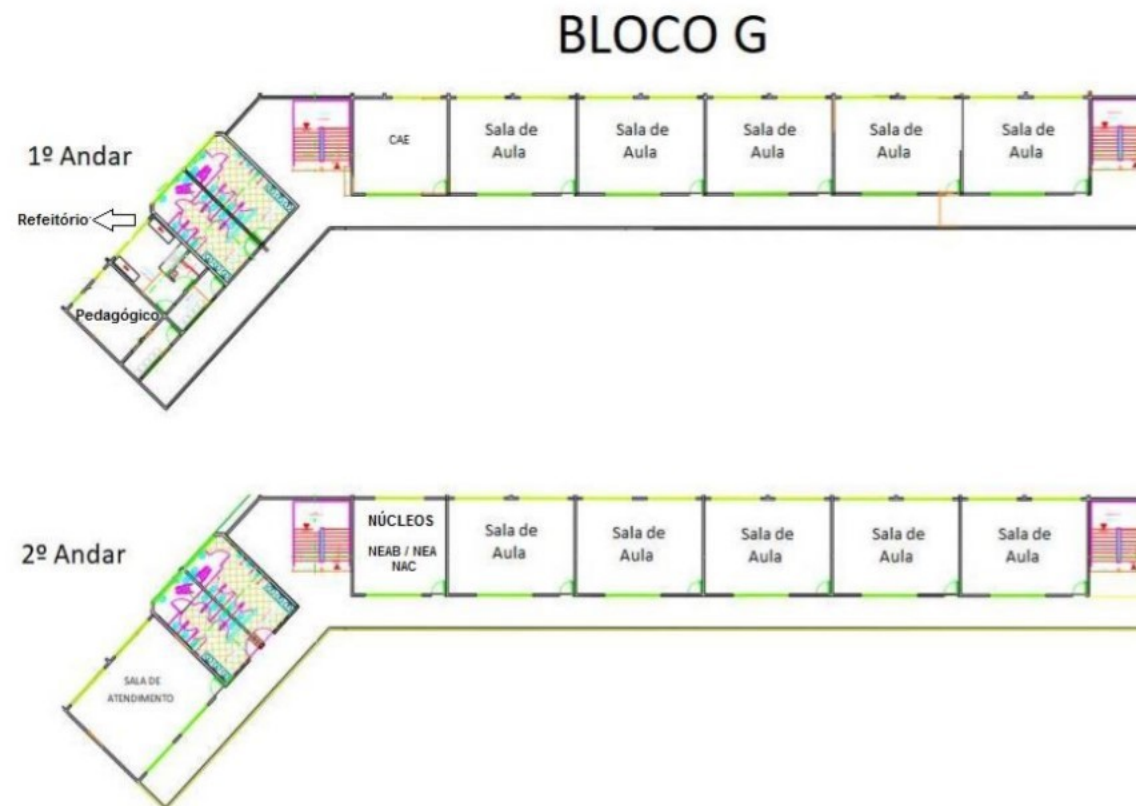 BLOCO G
1º Andar
Refeitório
Pedagógico
CAE
Sala de
Aula
Sala de
Aula
Sala de
Aula
Sala de
Aula
Sala de
Aula
2º Andar
SALA DE
ATENDIMENTO
NÚCLEOS
NEAB / NEA
NAC
Sala de
Aula
Sala de
Aula
Sala de
Aula
Sala de
Aula
Sala de
Aula